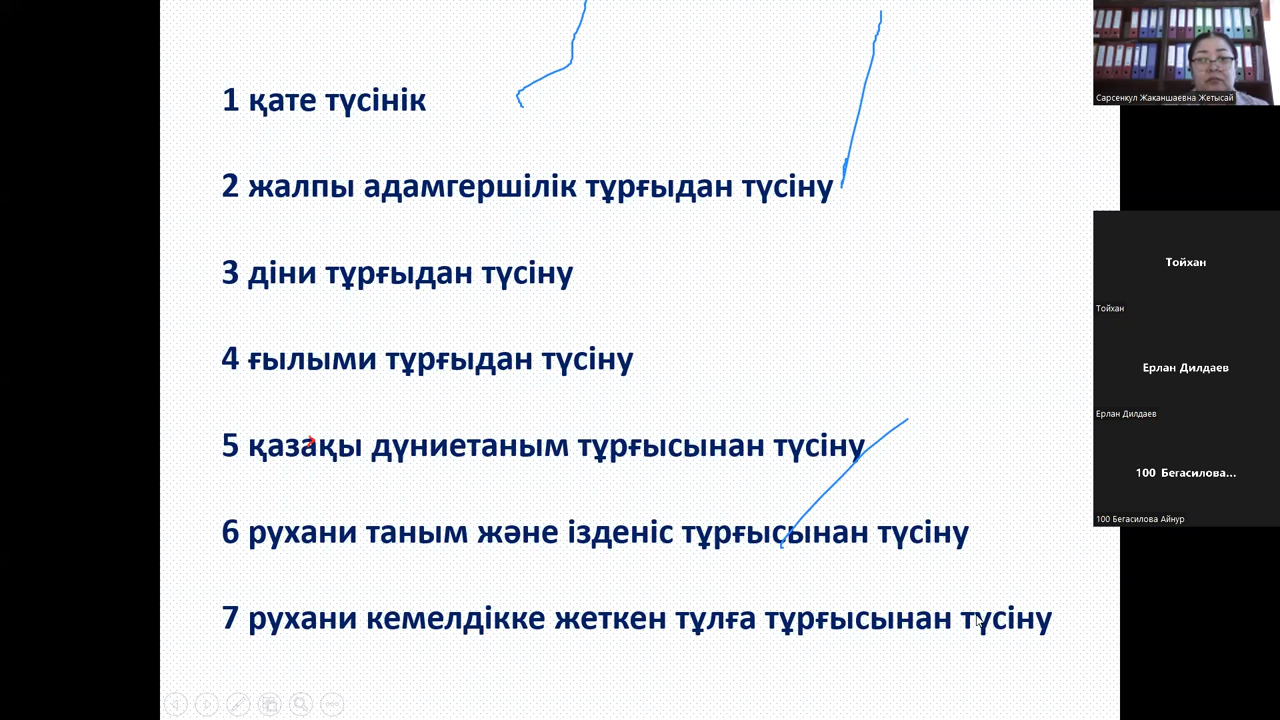 1 қате түсінік
2 жалпы адамгершілік тұрғыдан түсіну
3 діни тұрғыдан түсіну
4 ғылыми тұрғыдан түсіну
5 қазақы дүниетаным тұрғысынан түсіну
6 рухани таным және ізденіс тұрғысынан түсіну
7 рухани кемелдікке жеткен тұлға тұрғысынан түсіну
Сарсенкул Жаканшаевна Жетысай
Тойхан
Тойхан
Ерлан Дилдаев
Ерлан Дилдаев
100 Бегасилова...
100 Бегасилова Айнур